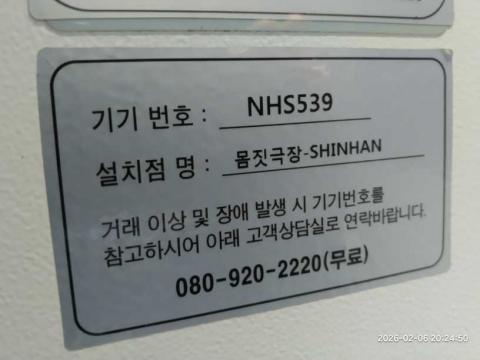 기기 번호 : NHS539
설치점 명 : 몸짓극장-SHINHAN
거래 이상 및 장애 발생 시 기기번호를
참고하시어 아래 고객상담실로 연락바랍니다.
080-920-2220(무료)
2026-02-06 20:24:50